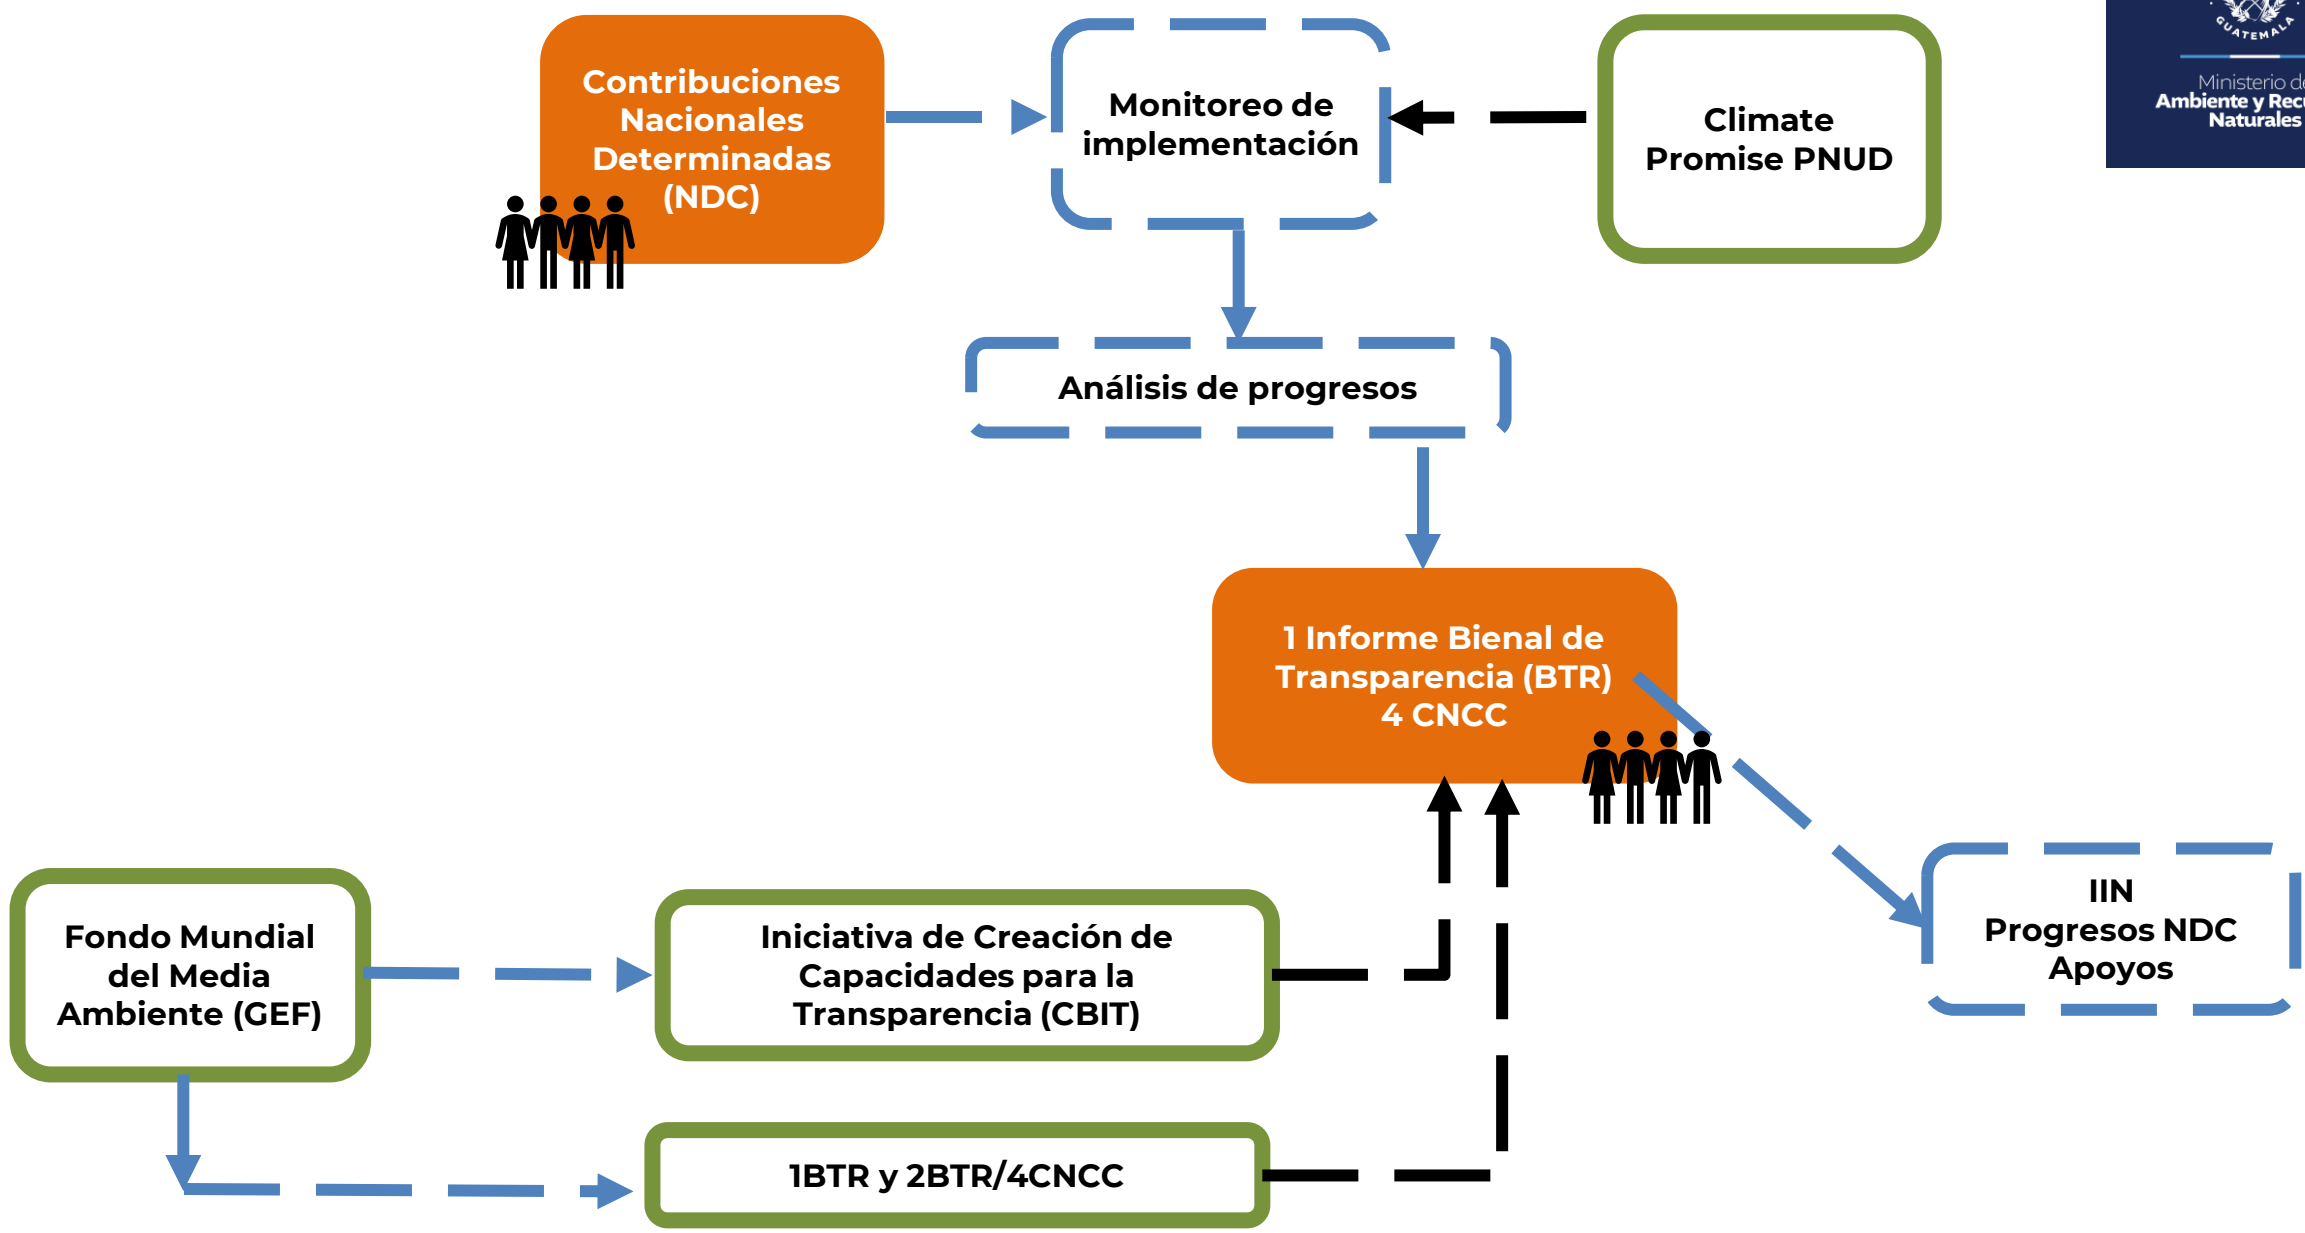 Contribuciones
Nacionales
Determinadas
(NDC)
Monitoreo de
implementación
Climate
Promise PNUD
GUATEMALA
Ministerio de
Ambiente y
Naturales
Análisis de progresos
1 Informe Bienal de
Transparencia (BTR)
4 CNCC
Fondo Mundial
del Media
Ambiente (GEF)
Iniciativa de Creación de
Capacidades para la
Transparencia (CBIT)
IIN
Progresos NDC
Apoyos
1BTR y 2BTR/4CNCC